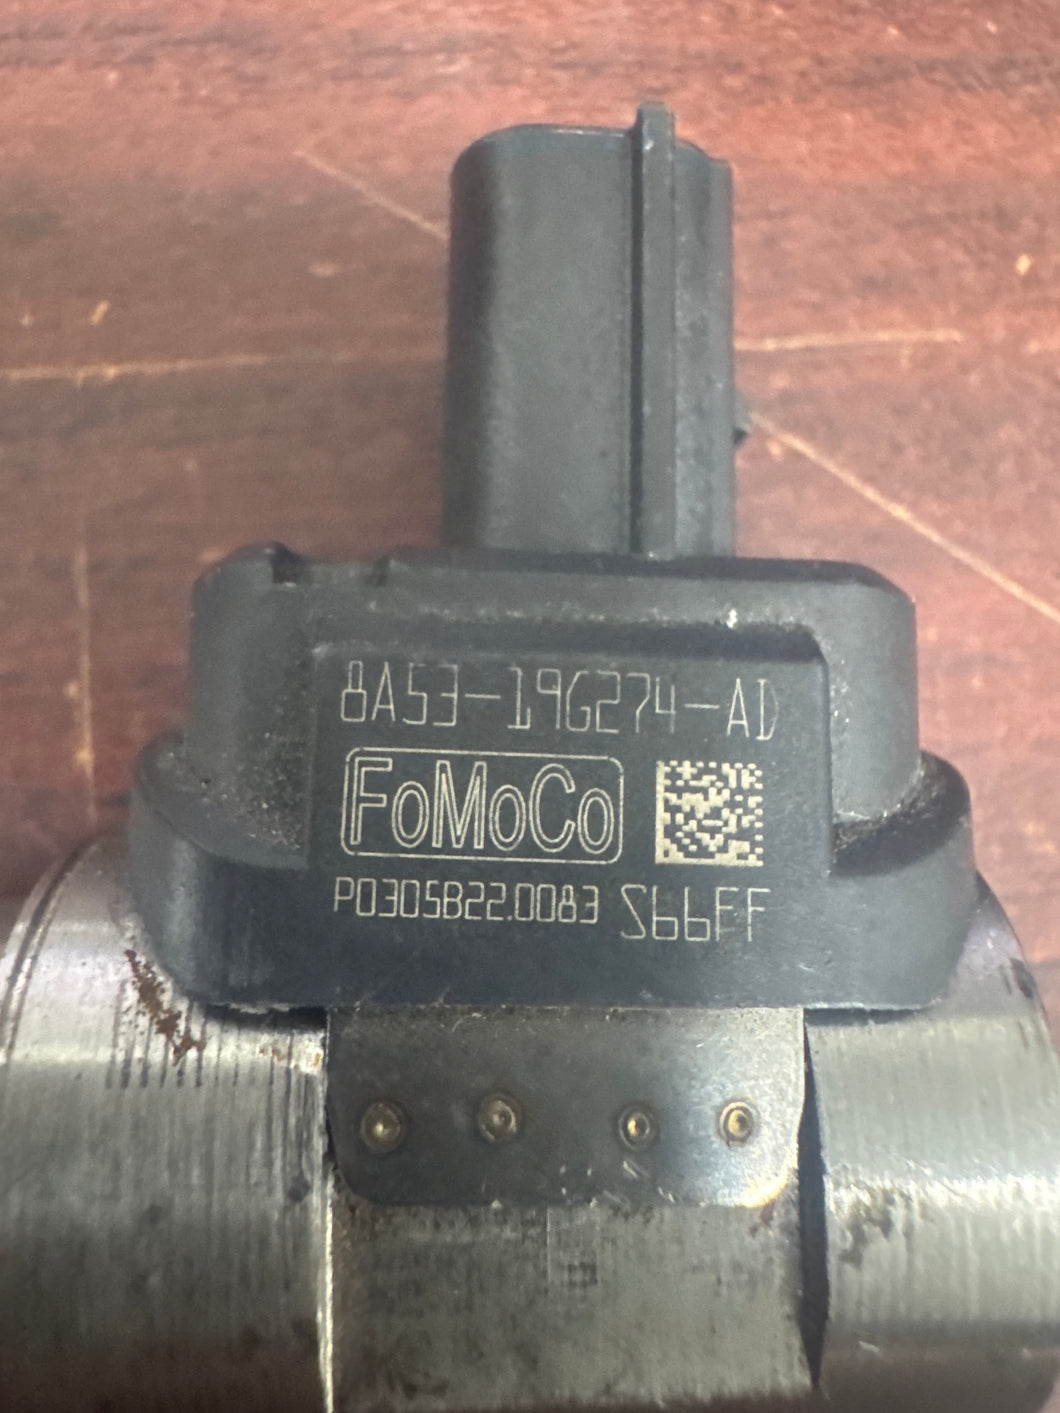 8A53-19G274-AD
FoMoCo
P0305B22.0083 S66FF